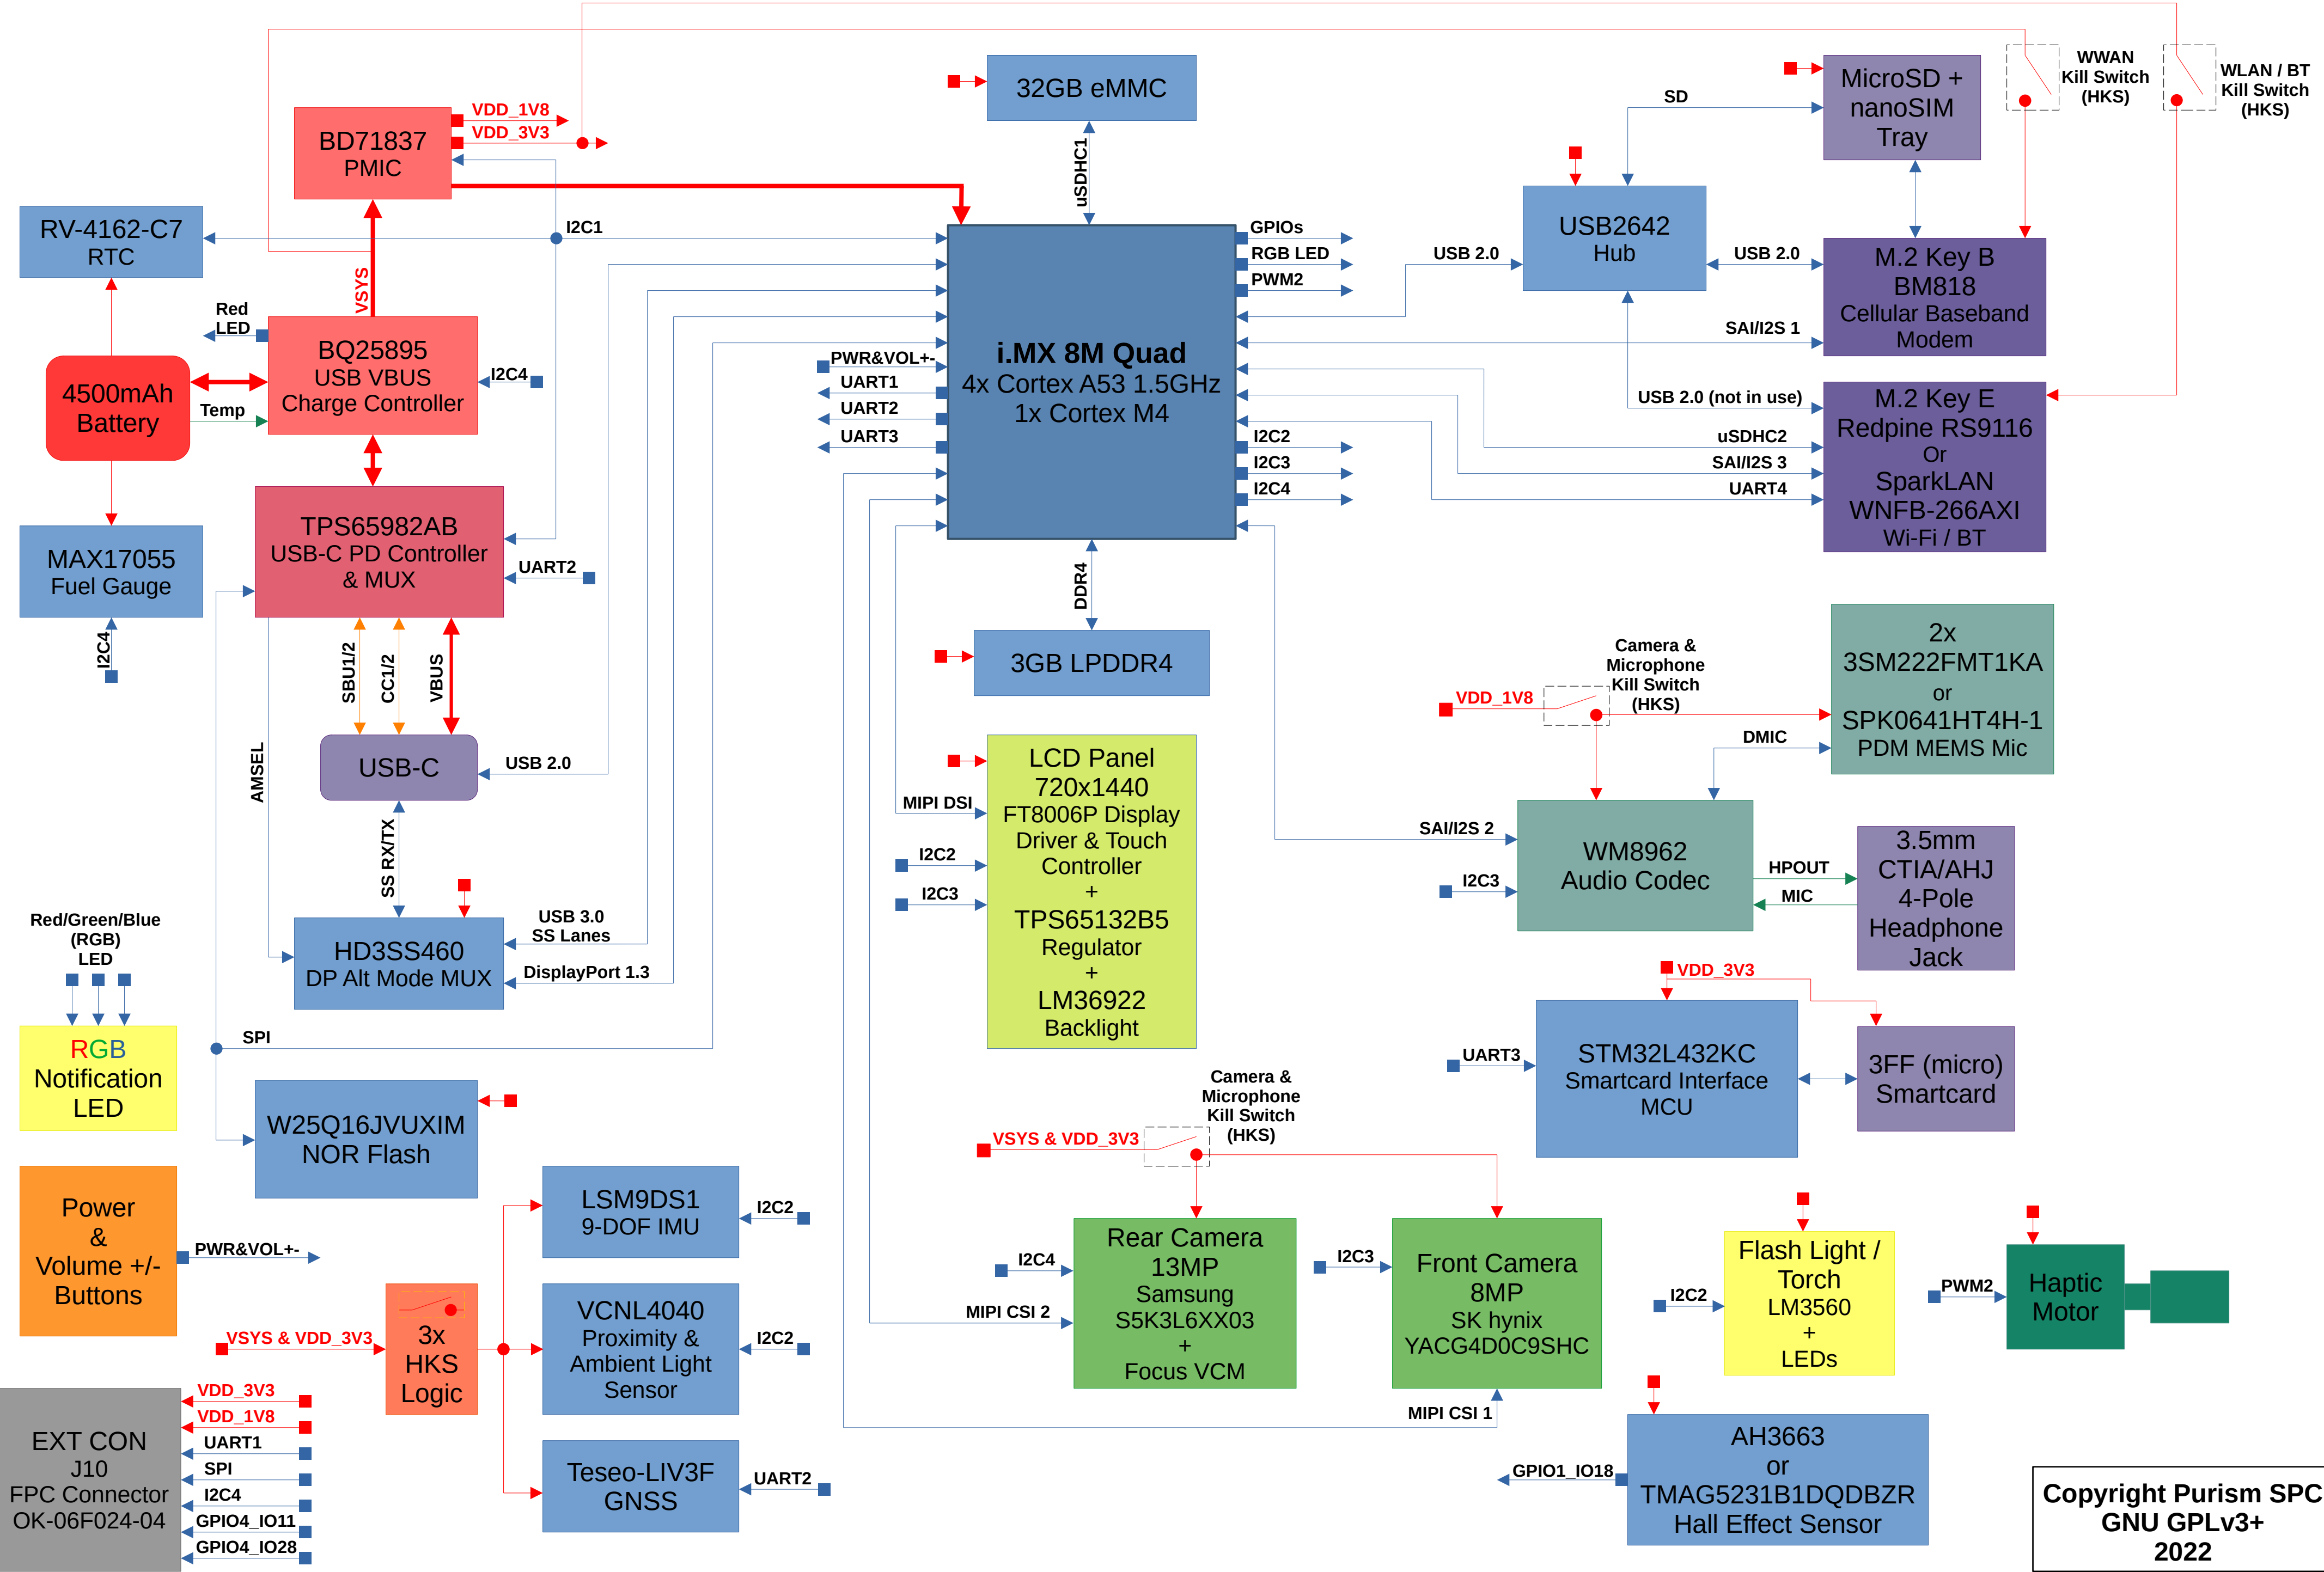 WWAN
Kill Switch
(HKS)
WLAN / BT
Kill Switch
(HKS)
32GB eMMC
MicroSD +
nanoSIM
Tray
SD
BD71837
PMIC
VDD_1V8
VDD_3V3
uSDHC1
RV-4162-C7
RTC
I2C1
VSYS
GPIOs
RGB LED
PWM2
USB 2.0
USB2642
Hub
USB 2.0
SAI/I2S 1
M.2 Key B
BM818
Cellular Baseband
Modem
Red
LED
BQ25895
USB VBUS
Charge Controller
I2C4
4500mAh
Battery
Temp
i.MX 8M Quad
4x Cortex A53 1.5GHz
1x Cortex M4
PWR&VOL+-
UART1
UART2
UART3
I2C2
I2C3
I2C4
USB 2.0 (not in use)
uSDHC2
SAI/I2S 3
UART4
M.2 Key E
Redpine RS9116
Or
SparkLAN
WNFB-266AXI
Wi-Fi / BT
TPS65982AB
USB-C PD Controller
& MUX
UART2
MAX17055
Fuel Gauge
I2C4
DDR4
3GB LPDDR4
SBU1/2
CC1/2
VBUS
USB-C
USB 2.0
AMSEL
SS RX/TX
HD3SS460
DP Alt Mode MUX
USB 3.0
SS Lanes
DisplayPort 1.3
LCD Panel
720x1440
FT8006P Display
Driver & Touch
Controller
+
TPS65132B5
Regulator
+
LM36922
Backlight
MIPI DSI
I2C2
I2C3
Camera &
Microphone
Kill Switch
(HKS)
VDD_1V8
2x
3SM222FMT1KA
or
SPK0641HT4H-1
PDM MEMS Mic
DMIC
SAI/I2S 2
I2C3
WM8962
Audio Codec
HPOUT
MIC
3.5mm
CTIA/AHJ
4-Pole
Headphone
Jack
VDD_3V3
UART3
STM32L432KC
Smartcard Interface
MCU
3FF (micro)
Smartcard
Red/Green/Blue
(RGB)
LED
RGB
Notification
LED
SPI
W25Q16JVUXIM
NOR Flash
Power
&
Volume +/-
Buttons
PWR&VOL+-
LSM9DS1
9-DOF IMU
I2C2
VCNL4040
Proximity &
Ambient Light
Sensor
I2C2
VSYS & VDD_3V3
3x
HKS
Logic
Teseo-LIV3F
GNSS
UART2
Camera &
Microphone
Kill Switch
(HKS)
VSYS & VDD_3V3
I2C4
MIPI CSI 2
Rear Camera
13MP
Samsung
S5K3L6XX03
+
Focus VCM
I2C3
Front Camera
8MP
SK hynix
YACG4D0C9SHC
MIPI CSI 1
I2C2
Flash Light /
Torch
LM3560
+
LEDs
PWM2
Haptic
Motor
EXT CON
J10
FPC Connector
OK-06F024-04
VDD_3V3
VDD_1V8
UART1
SPI
I2C4
GPIO4_IO11
GPIO4_IO28
GPIO1_IO18
AH3663
or
TMAG5231B1DQDBZR
Hall Effect Sensor
Copyright Purism SPC
GNU GPLv3+
2022